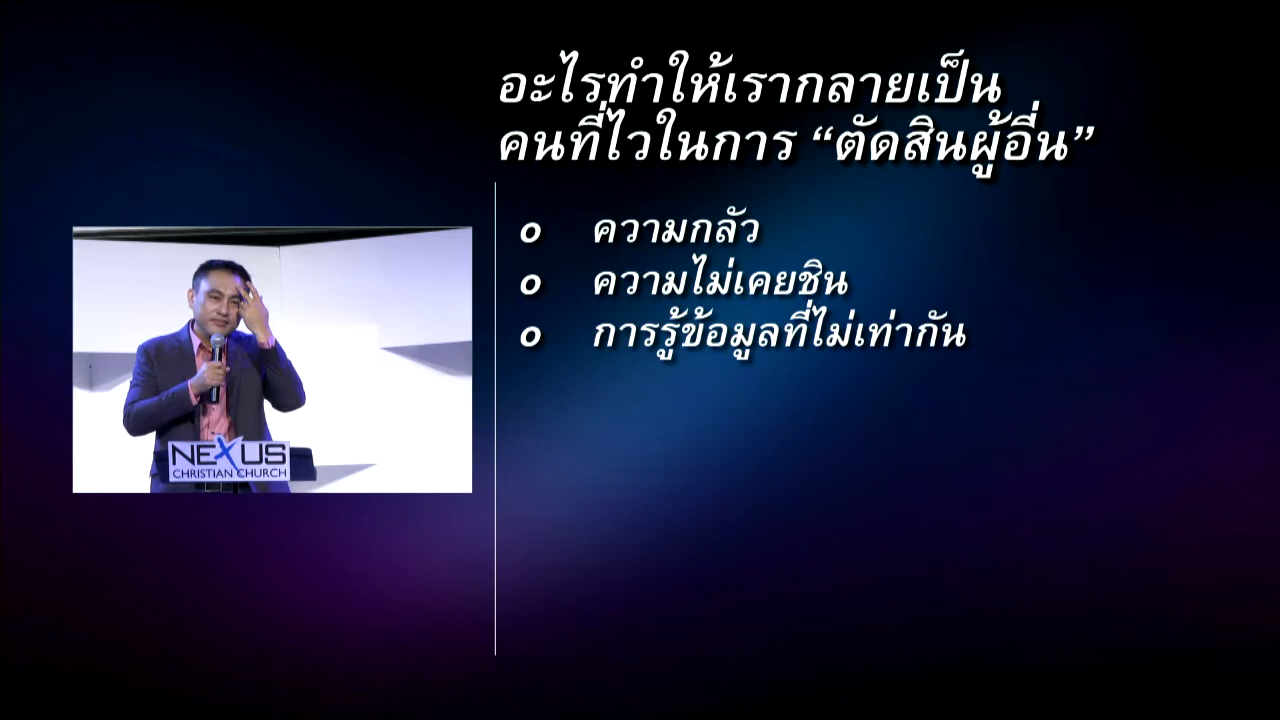 อะไรทำให้เรากลายเป็น
คนที่ไวในการ “ตัดสินผู้อื่น”
o ความกลัว
o ความไม่เคยชิน
o การรู้ข้อมูลที่ไม่เท่ากัน
NEXUS
CHRISTIAN CHURCH